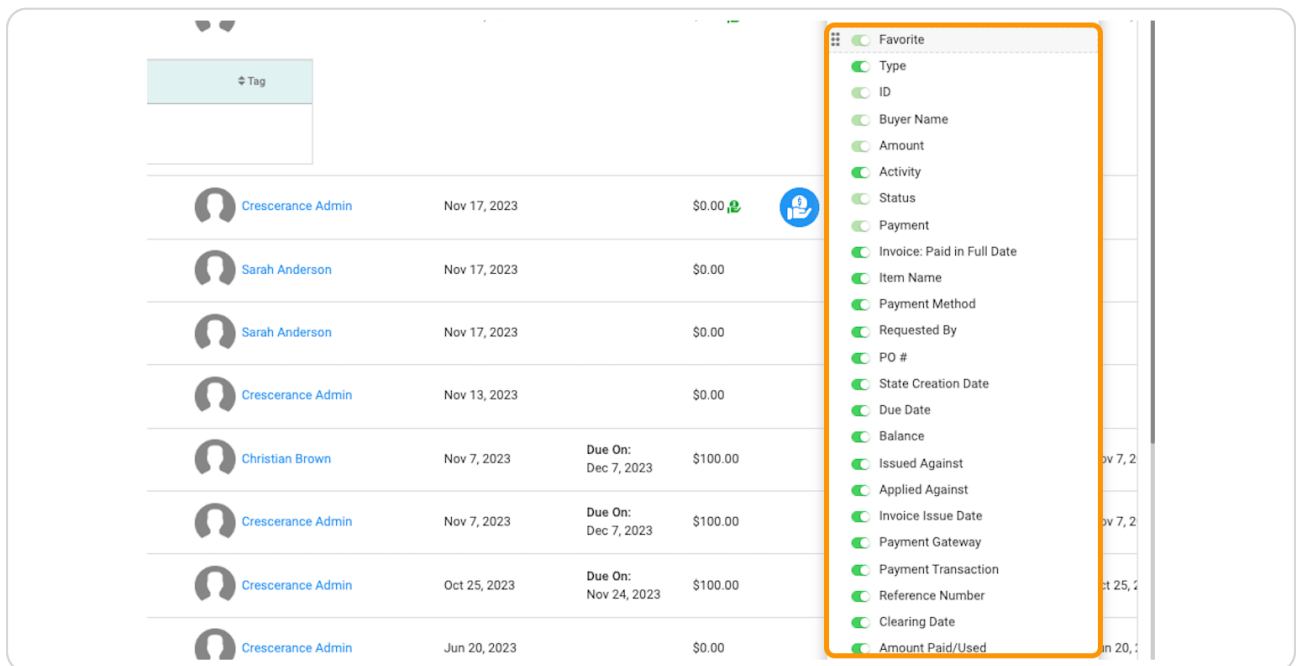 Tag
Crescerance Admin Nov 17, 2023 $0.00
Sarah Anderson Nov 17, 2023 $0.00
Sarah Anderson Nov 17, 2023 $0.00
Crescerance Admin Nov 13, 2023 $0.00
Christian Brown Nov 7, 2023 Due On: Dec 7, 2023 $100.00
Crescerance Admin Nov 7, 2023 Due On: Dec 7, 2023 $100.00
Crescerance Admin Oct 25, 2023 Due On: Nov 24, 2023 $100.00
Crescerance Admin Jun 20, 2023 $0.00
Favorite
Type
ID
Buyer Name
Amount
Activity
Status
Payment
Invoice: Paid in Full Date
Item Name
Payment Method
Requested By
PO #
State Creation Date
Due Date
Balance
Issued Against
Applied Against
Invoice Issue Date
Payment Gateway
Payment Transaction
Reference Number
Clearing Date
Amount Paid/Used